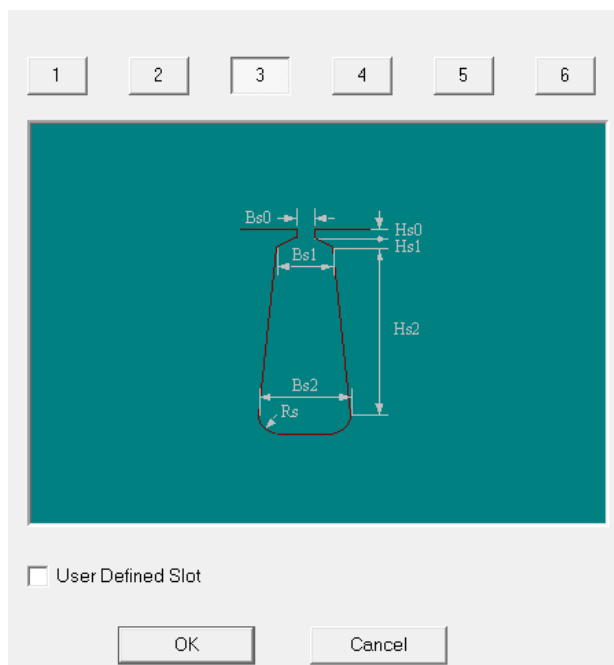 1 2 3 4 5 6
Bs0 Hs0
Hs1
Bs1
Hs2
Bs2
Rs
User Defined Slot
OK Cancel